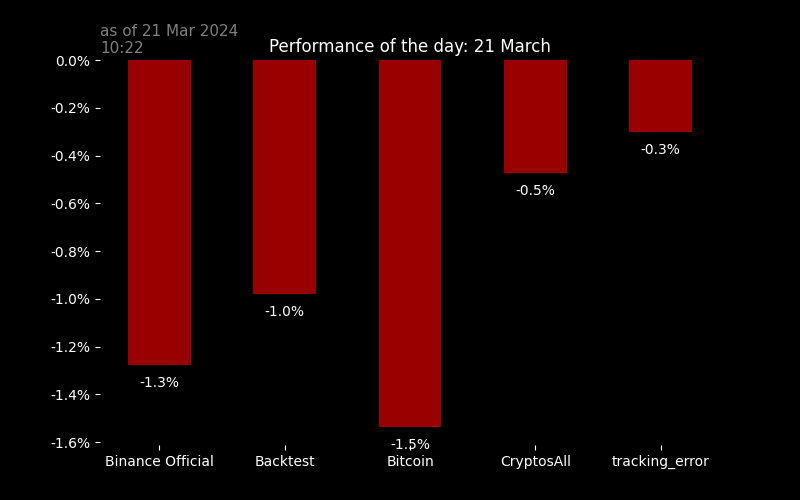 as of 21 Mar 2024
10:22
Performance of the day: 21 March
0.0%
-0.2%
-0.4%
-0.6%
-0.8%
-1.0%
-1.2%
-1.4%
-1.6%
-1.3%
-1.0%
-1.5%
-0.5%
-0.3%
Binance Official
Backtest
Bitcoin
CryptosAll
tracking_error